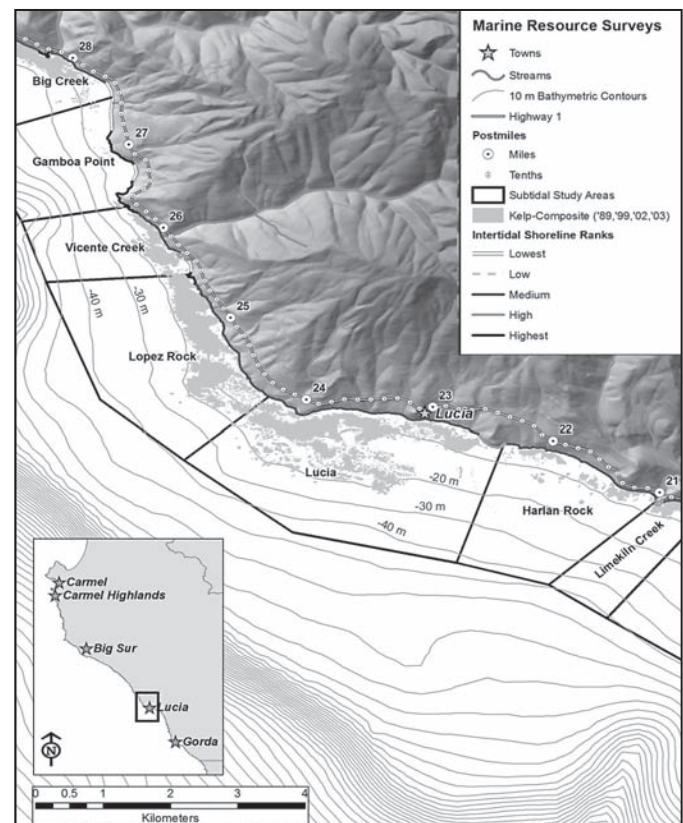 Marine Resource Surveys
Towns
Streams
10 m Bathymetric Contours
Highway 1
Postmiles
Miles
Tenths
Subtidal Study Areas
Kelp-Composite ('89,'99,'02,'03)
Intertidal Shoreline Ranks
Lowest
Low
Medium
High
Highest
28
Big Creek
27
Gamboa Point
26
Vicente Creek
-40 m
-30 m
25
Lopez Rock
24
23
Lucia
22
21
Lucia
-20 m
-30 m
-40 m
Harlan Rock
Limekiln Creek
Carmel
Carmel Highlands
Big Sur
Lucia
Gorda
N
0 0.5 1 2 3 4
Kilometers